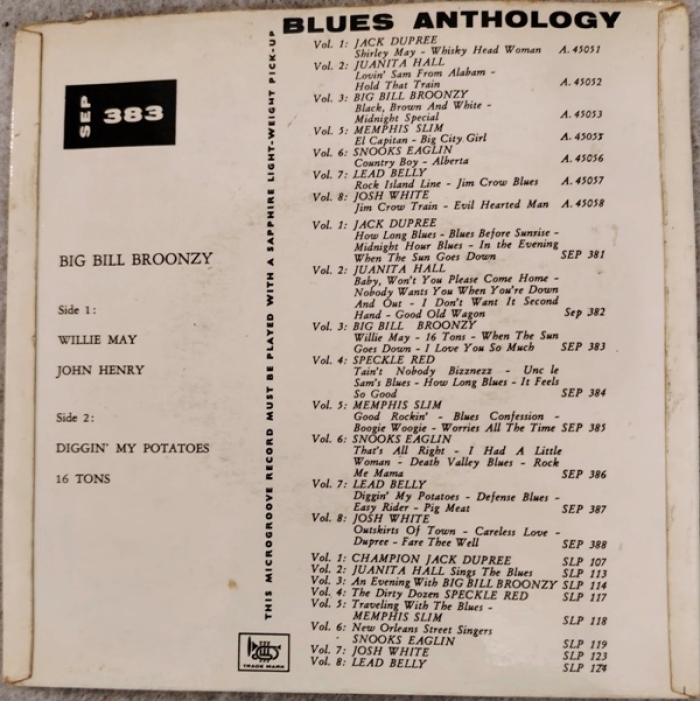 BLUES ANTHOLOGY
SEP 383
BIG BILL BROONZY
Side 1:
WILLIE MAY
JOHN HENRY
Side 2:
DIGGIN' MY POTATOES
16 TONS
THIS MICROGROOVE RECORD MUST BE PLAYED WITH A SAPPHIRE LIGHT-WEIGHT PICK-UP
Vol. 1: JACK DUPREE
Shirley May - Whisky Head Woman A. 45051
Vol. 2: JUANITA HALL
Lovin' Sam From Alabam -
Hold That Train A. 45052
Vol. 3: BIG BILL BROONZY
Black, Brown And White -
Midnight Special A. 45053
Vol. 5: MEMPHIS SLIM
El Capitan - Big City Girl A. 45055
Vol. 6: SNOOKS EAGLIN
Country Boy - Alberta A. 45056
Vol. 7: LEAD BELLY
Rock Island Line - Jim Crow Blues A. 45057
Vol. 8: JOSH WHITE
Jim Crow Train - Evil Hearted Man A. 45058
Vol. 1: JACK DUPREE
How Long Blues - Blues Before Sunrise -
Midnight Hour Blues - In the Evening
When The Sun Goes Down SEP 381
Vol. 2: JUANITA HALL
Baby, Won't You Please Come Home -
Nobody Wants You When You're Down
And Out - I Don't Want It Second
Hand - Good Old Wagon Sep 382
Vol. 3: BIG BILL BROONZY
Willie May - 16 Tons - When The Sun
Goes Down - I Love You So Much SEP 383
Vol. 4: SPECKLE RED
Tain't Nobody Bizznezz - Unc le
Sam's Blues - How Long Blues - It Feels
So Good SEP 384
Vol. 5: MEMPHIS SLIM
Good Rockin' - Blues Confession -
Boogie Woogie - Worries All The Time SEP 385
Vol. 6: SNOOKS EAGLIN
That's All Right - I Had A Little
Woman - Death Valley Blues - Rock
Me Mama SEP 386
Vol. 7: LEAD BELLY
Diggin' My Potatoes - Defense Blues -
Easy Rider - Pig Meat SEP 387
Vol. 8: JOSH WHITE
Outskirts Of Town - Careless Love -
Dupree - Fare Thee Well SEP 388
Vol. 1: CHAMPION JACK DUPREE SLP 107
Vol. 2: JUANITA HALL Sings The Blues SLP 113
Vol. 3: An Evening With BIG BILL BROONZY SLP 114
Vol. 4: The Dirty Dozen SPECKLE RED SLP 117
Vol. 5: Traveling With The Blues -
MEMPHIS SLIM SLP 118
Vol. 6: New Orleans Street Singers
SNOOKS EAGLIN SLP 119
Vol. 7: JOSH WHITE SLP 123
Vol. 8: LEAD BELLY SLP 124
TRADE MARK